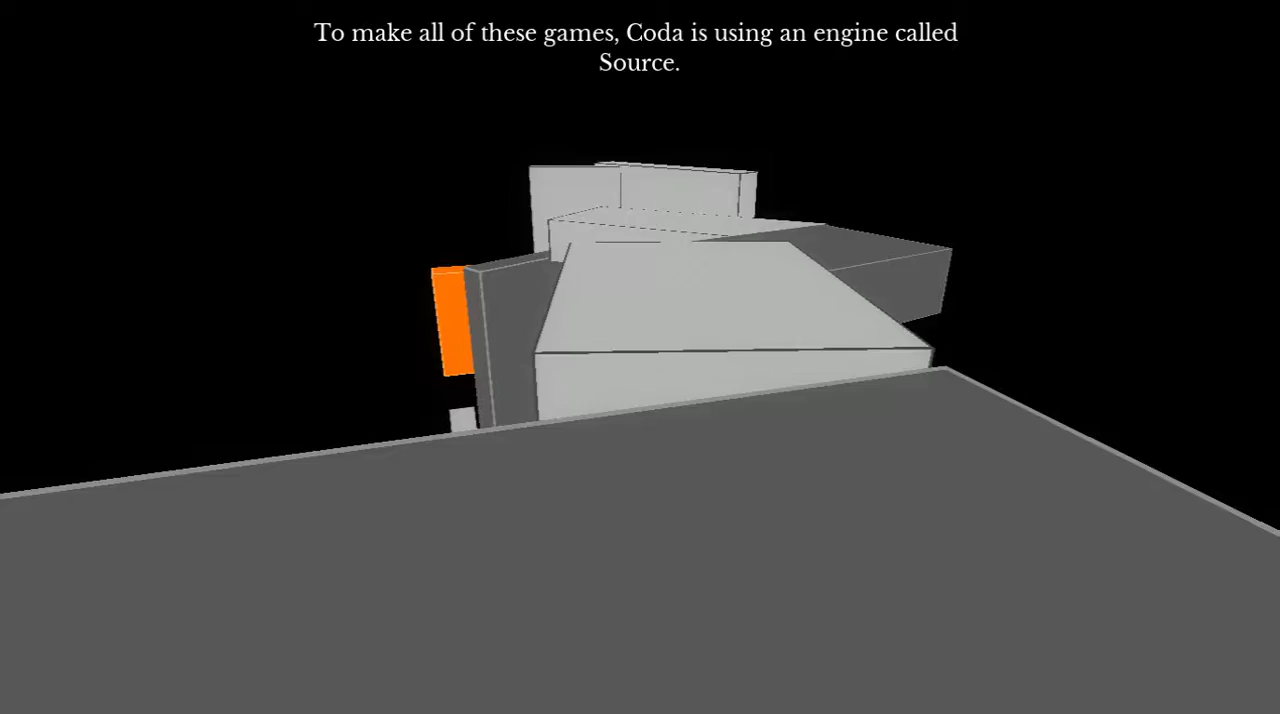 To make all of these games, Coda is using an engine called
Source.